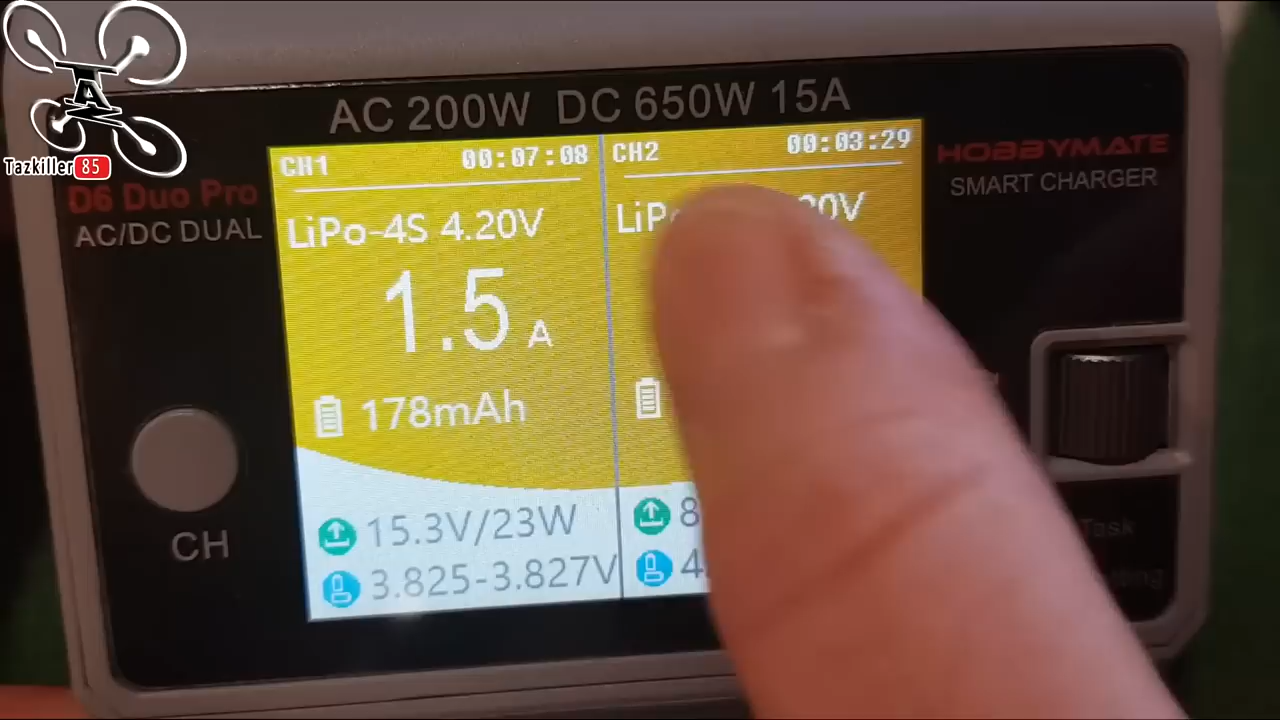 A
Tazkiller 85
AC 200W DC 650W 15A
D6 Duo Pro
AC/DC DUAL
HOBBYMATE
SMART CHARGER
CH1 00:07:08
LiPo-4S 4.20V
1.5 A
178mAh
15.3V/23W
3.825-3.827V
CH2 00:03:29
CH
Task